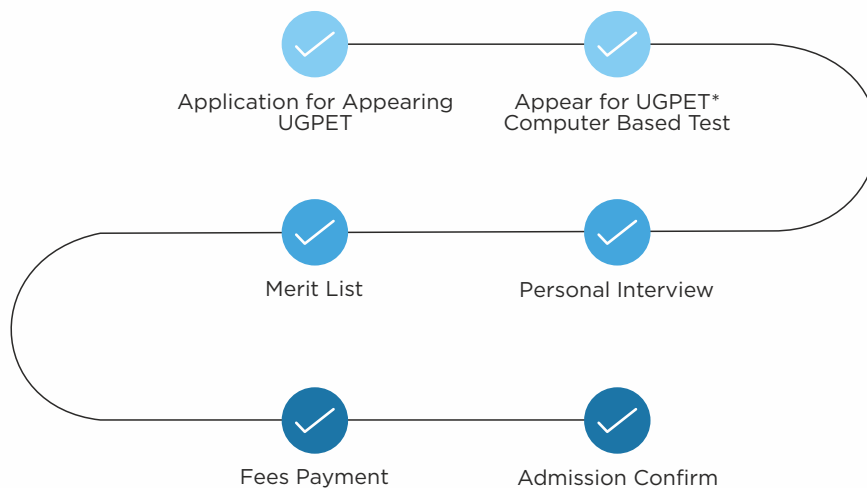 Application for Appearing
UGPET
Appear for UGPET*
Computer Based Test
Merit List
Personal Interview
Fees Payment
Admission Confirm